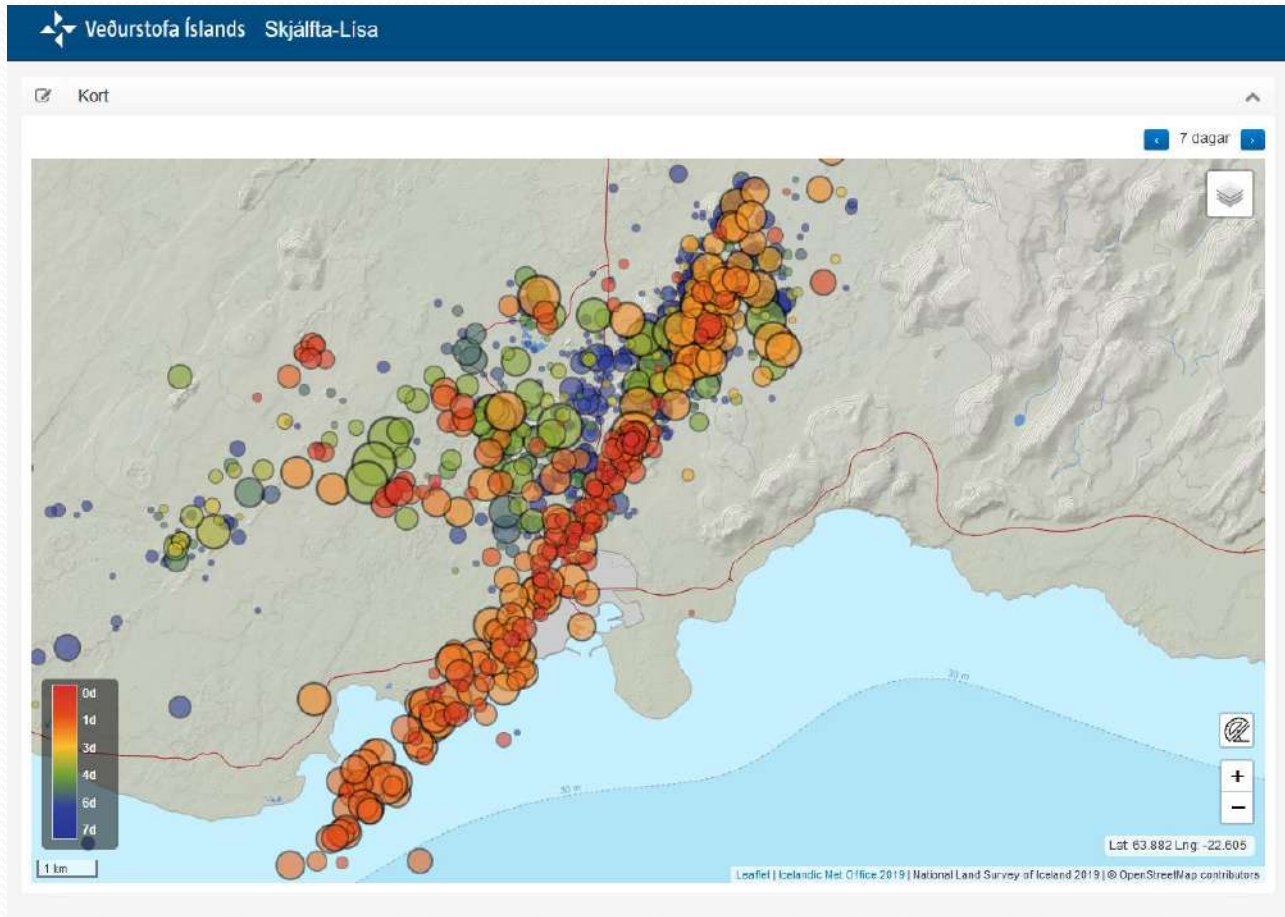 Veðurstofa Íslands Skjálfta-Lísa
Kort
‹ 7 dagar ›
0d
1d
3d
4d
6d
7d
30 m
30 m
+
−
Lat: 63.882 Lng: -22.605
1 km
Leaflet | Icelandic Net Office 2019 | National Land Survey of Iceland 2019 | © OpenStreetMap contributors